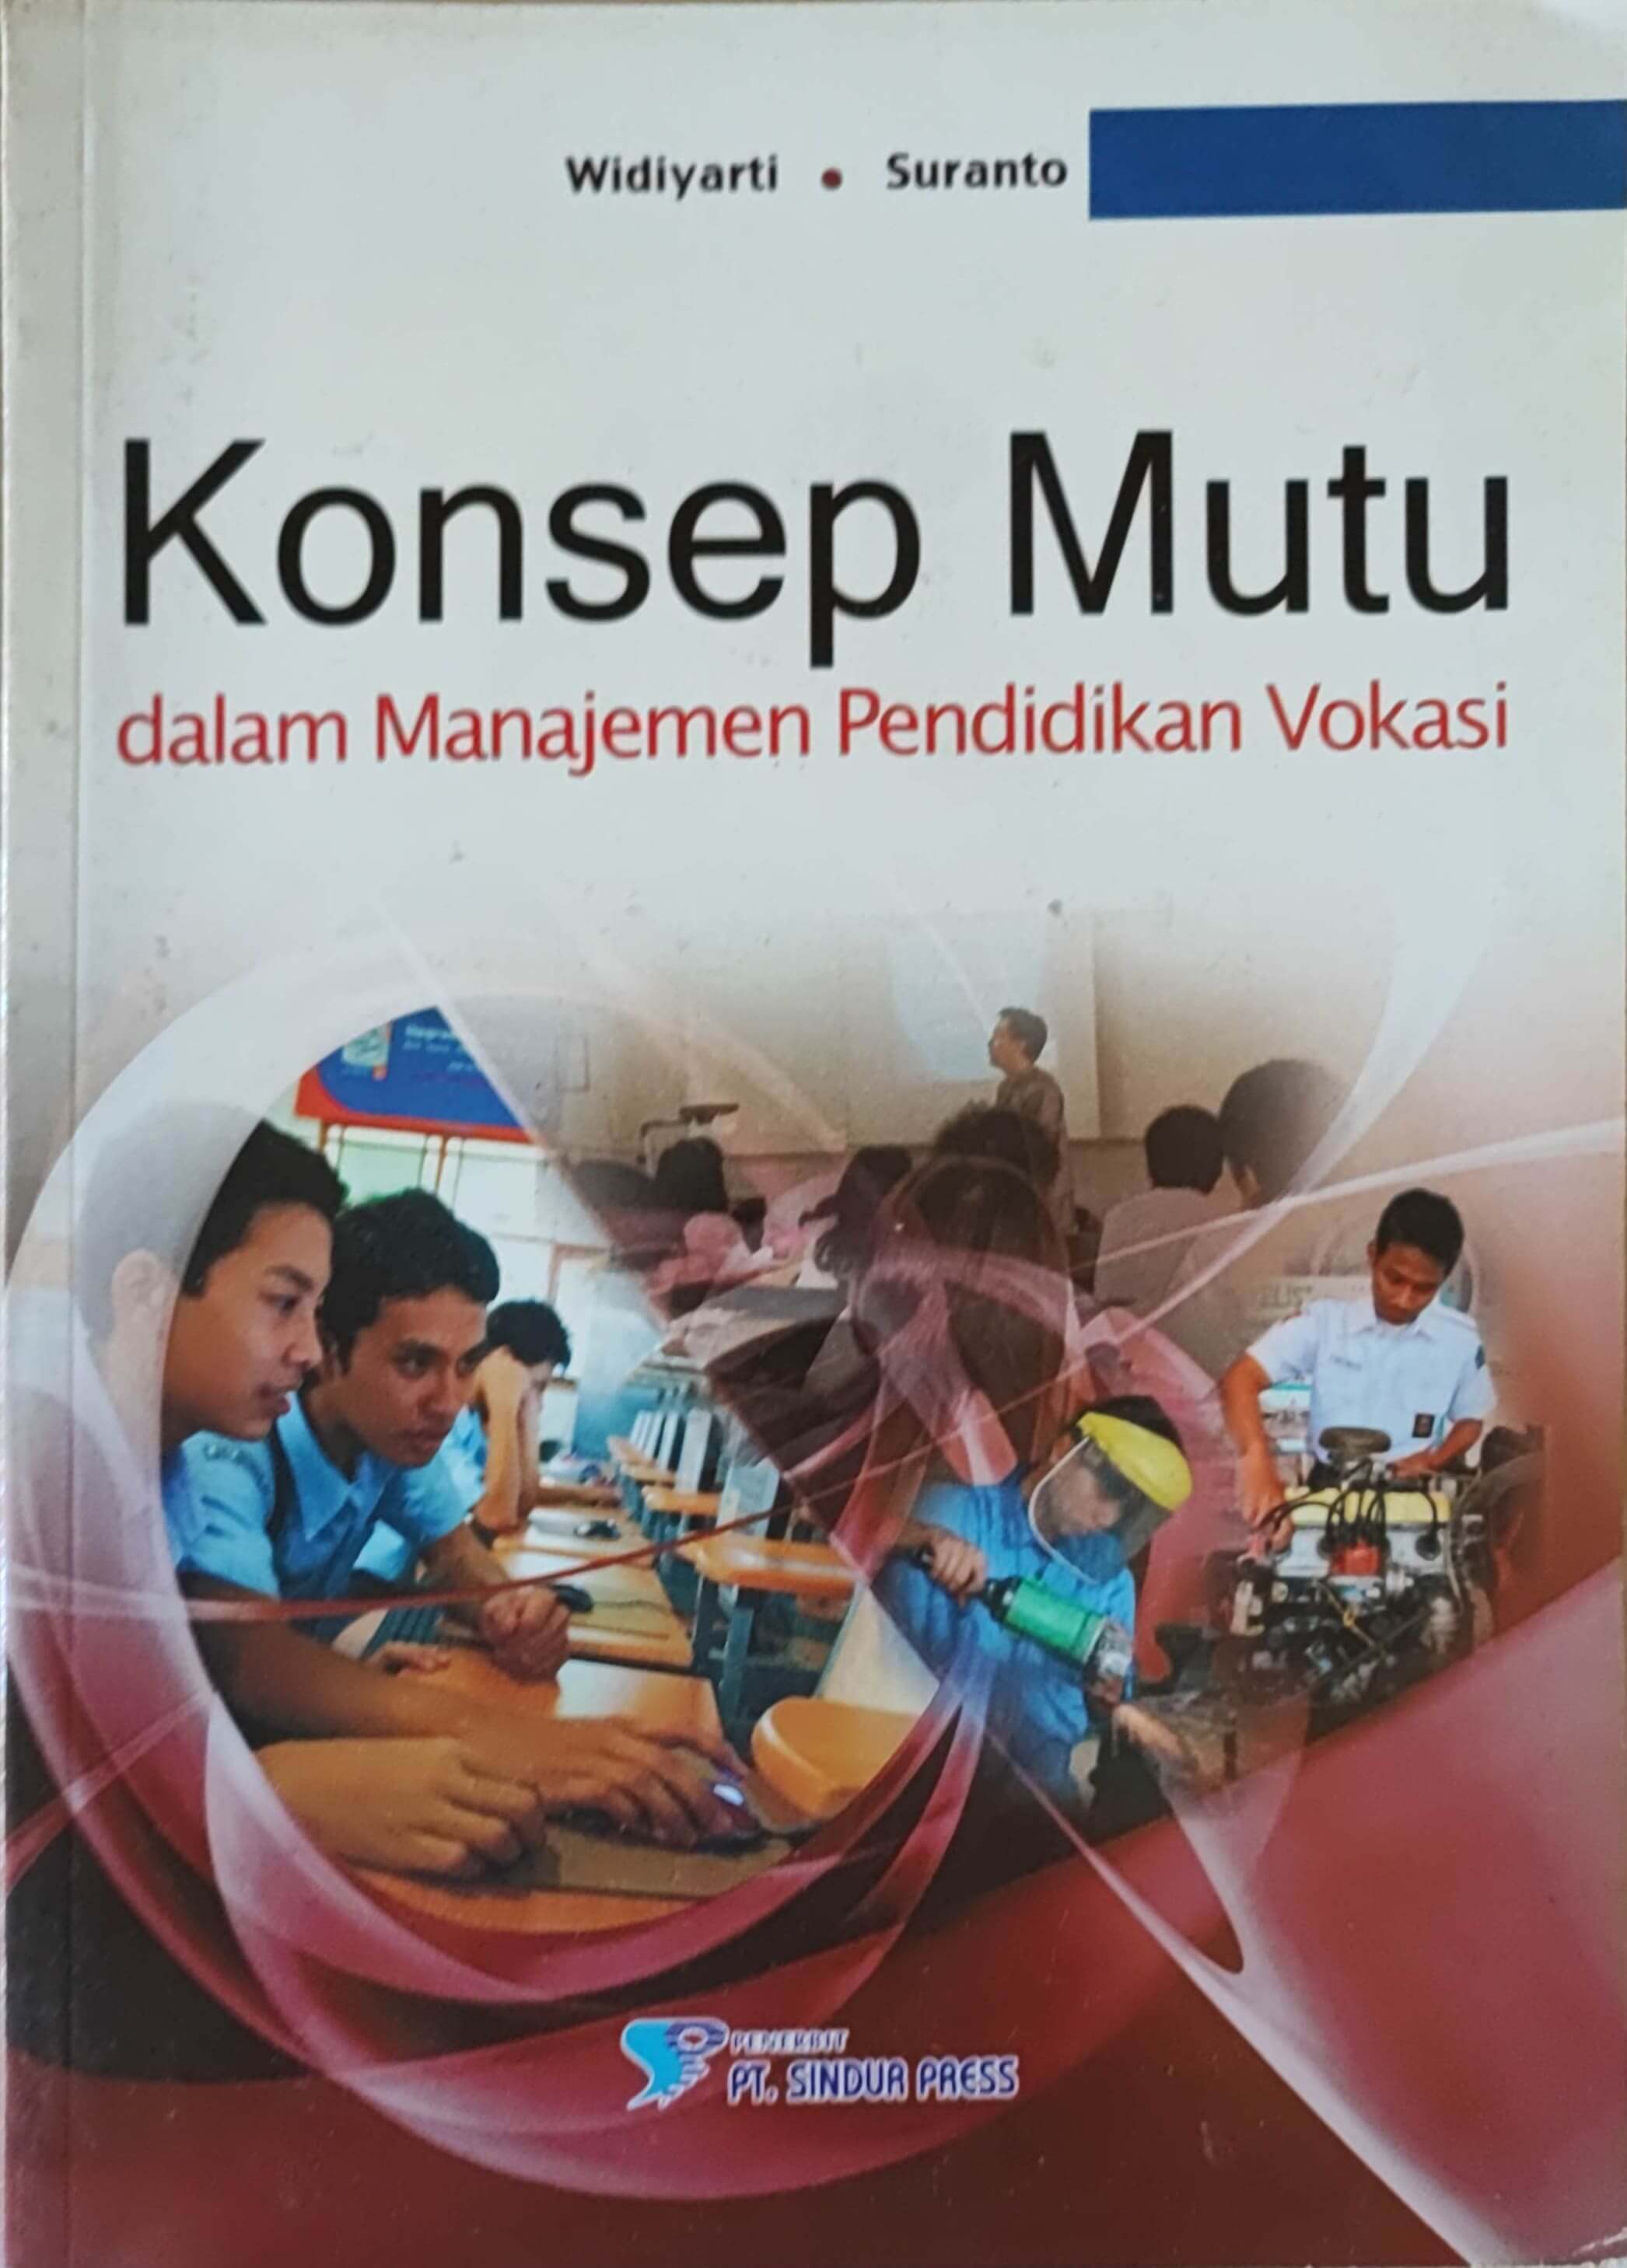 Widiyarti • Suranto
Konsep Mutu
dalam Manajemen Pendidikan Vokasi
PENERBIT
PT. SINDUR PRESS